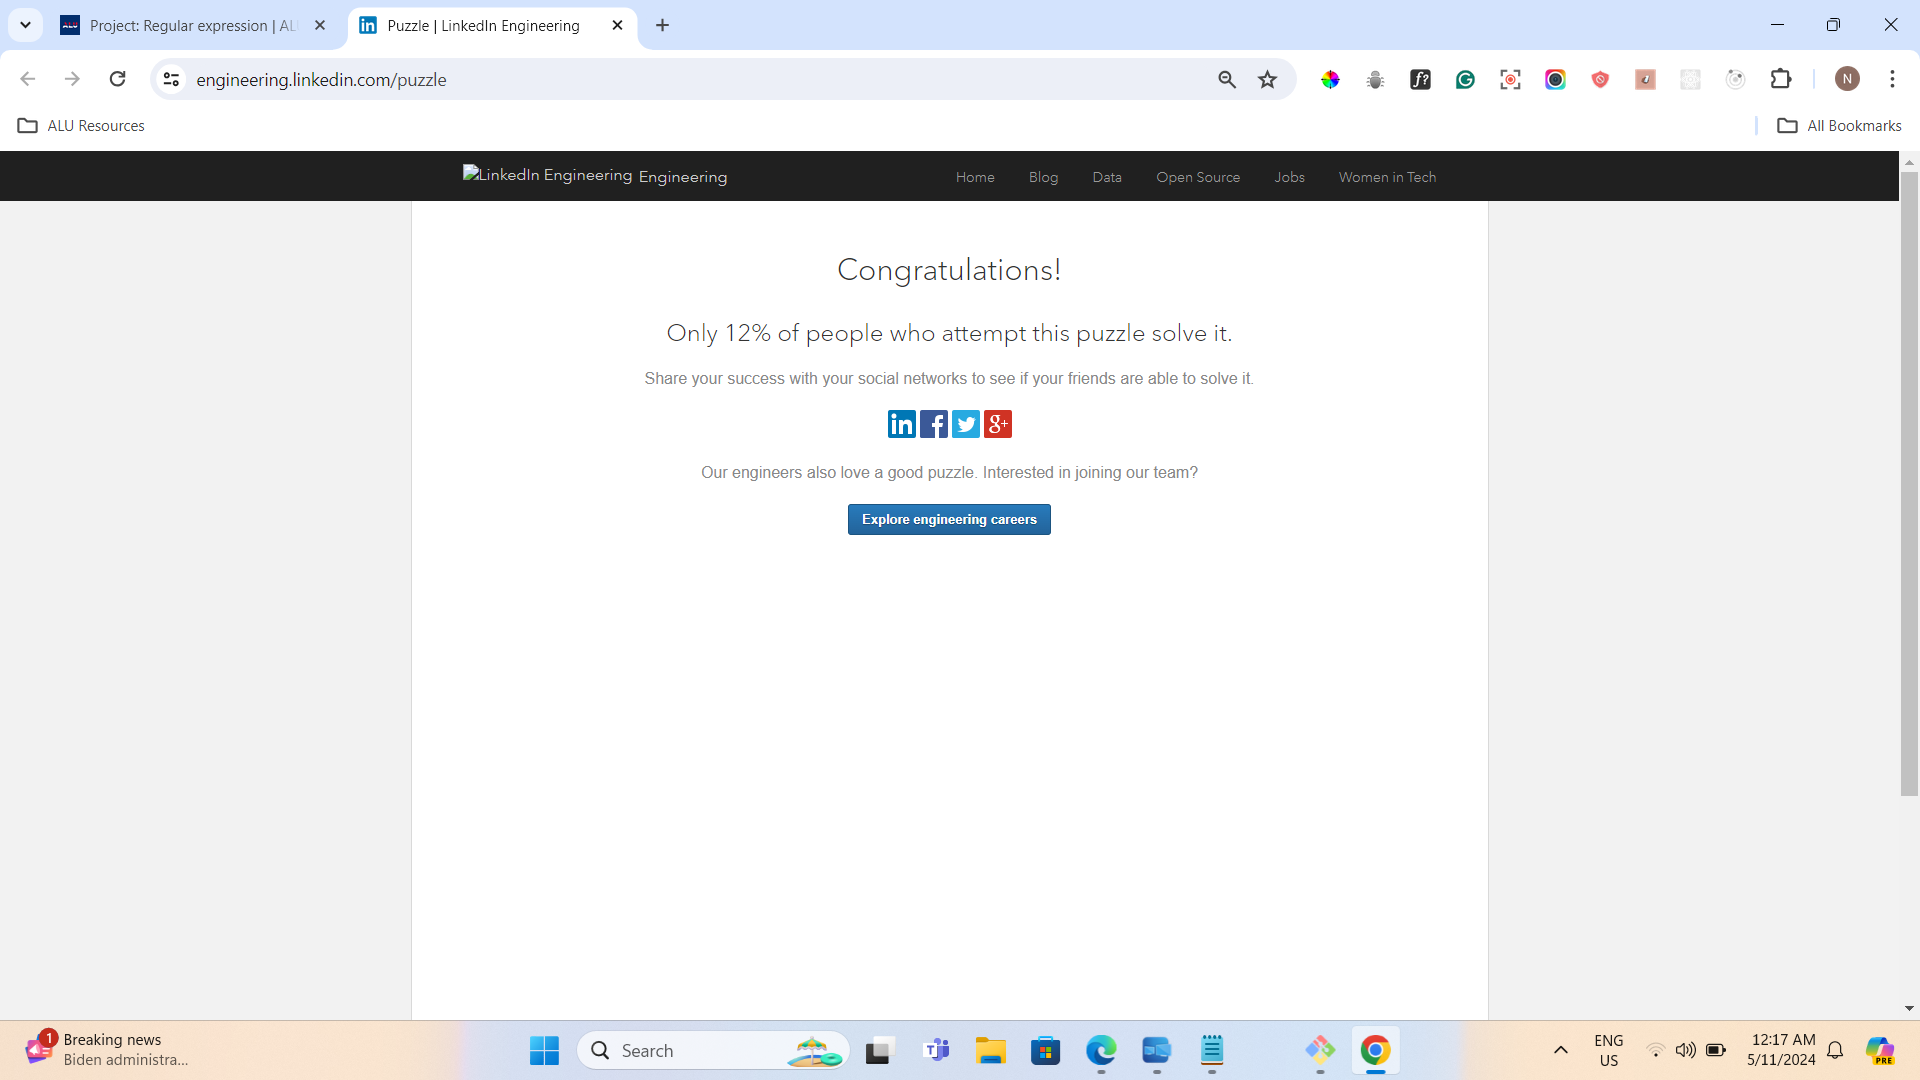 Project: Regular expression | AL
Puzzle | LinkedIn Engineering
engineering.linkedin.com/puzzle
f?
N
ALU Resources
All Bookmarks
LinkedIn Engineering Engineering
Home Blog Data Open Source Jobs Women in Tech
Congratulations!
Only 12% of people who attempt this puzzle solve it.
Share your success with your social networks to see if your friends are able to solve it.
in f g+
Our engineers also love a good puzzle. Interested in joining our team?
Explore engineering careers
1 Breaking news
Biden administra...
Search
ENG
US
12:17 AM
5/11/2024
PRE